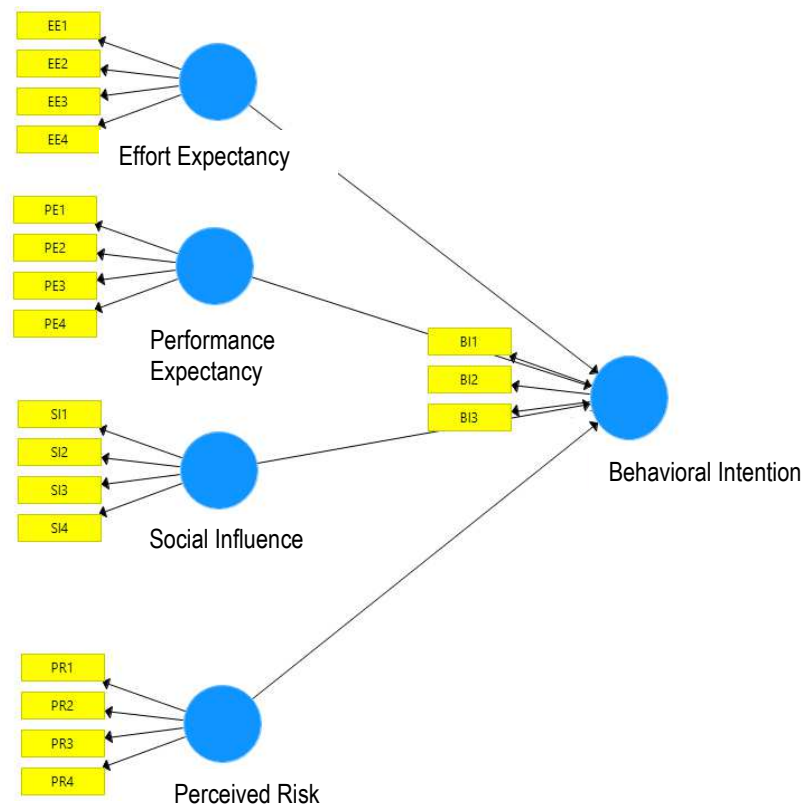 EE1
EE2
EE3
EE4
Effort Expectancy
PE1
PE2
PE3
PE4
Performance
Expectancy
BI1
BI2
BI3
Behavioral Intention
SI1
SI2
SI3
SI4
Social Influence
PR1
PR2
PR3
PR4
Perceived Risk